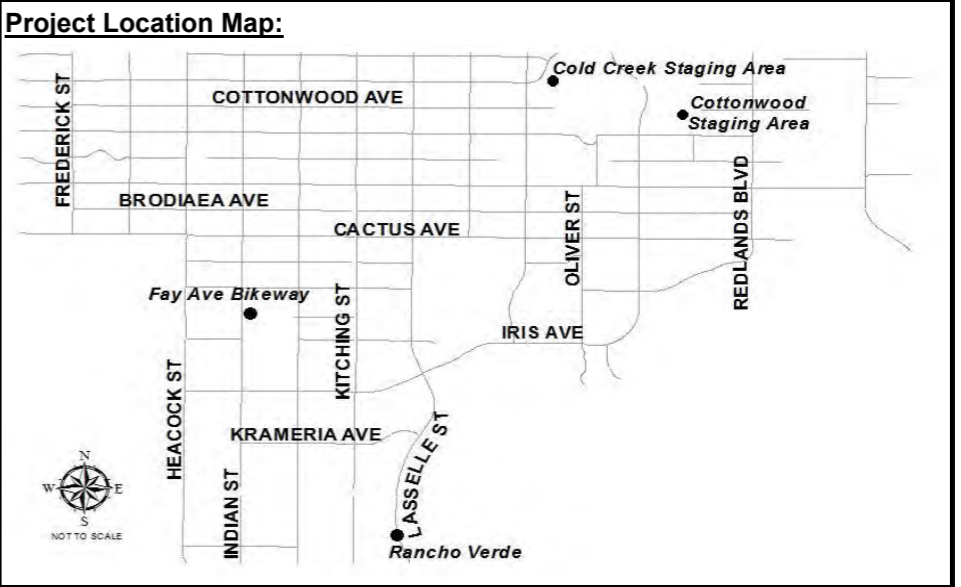 Project Location Map:
Cold Creek Staging Area
COTTONWOOD AVE
Cottonwood
Staging Area
FREDERICK ST
BRODIAEA AVE
CACTUS AVE
OLIVER ST
REDLANDS BLVD
Fay Ave Bikeway
KITCHING ST
IRIS AVE
HEACOCK ST
KRAMERIA AVE
LASSELLE ST
INDIAN ST
N
W
E
S
NOT TO SCALE
Rancho Verde